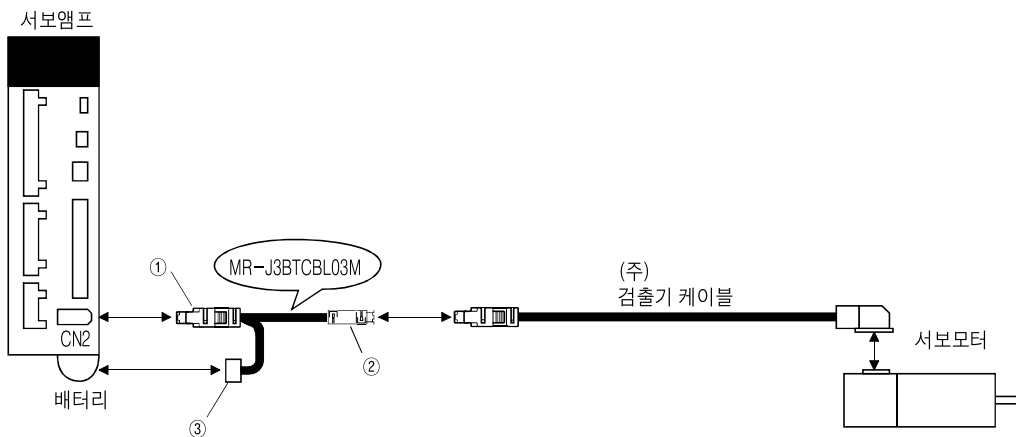 서보앰프
①
MR-J3BTCBL03M
(주)
검출기 케이블
CN2
②
서보모터
배터리
③